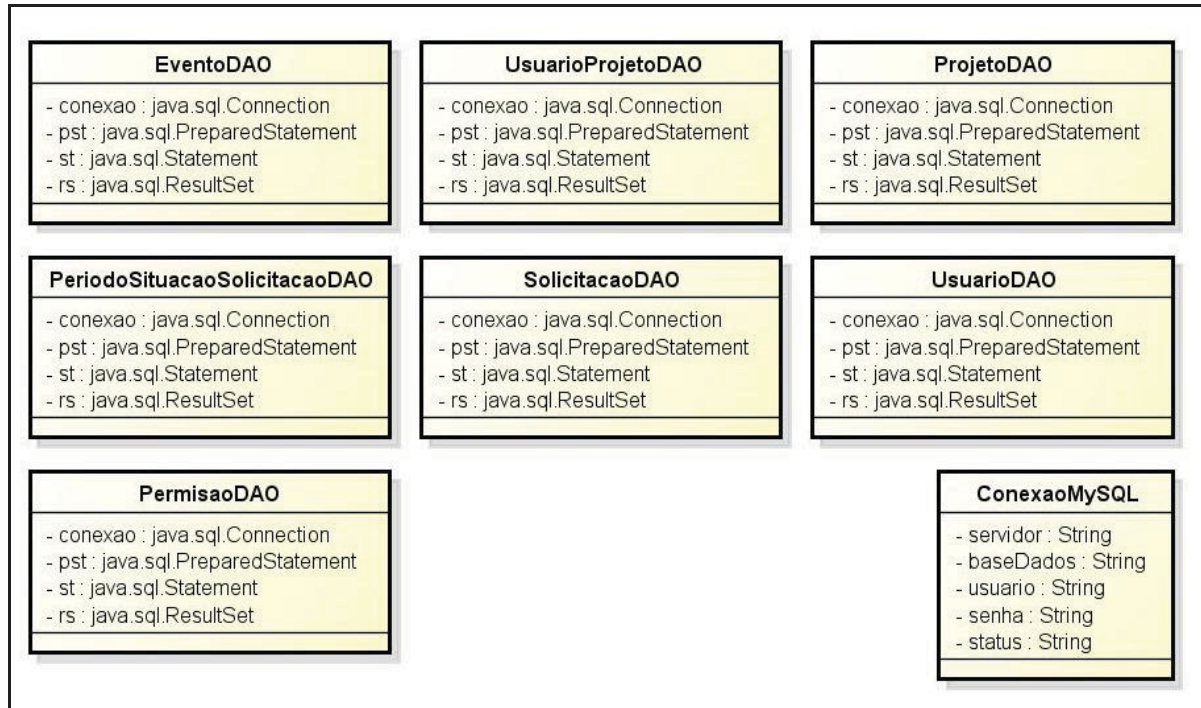 EventoDAO
- conexao : java.sql.Connection
- pst : java.sql.PreparedStatement
- st : java.sql.Statement
- rs : java.sql.ResultSet
UsuarioProjetoDAO
- conexao : java.sql.Connection
- pst : java.sql.PreparedStatement
- st : java.sql.Statement
- rs : java.sql.ResultSet
ProjetoDAO
- conexao : java.sql.Connection
- pst : java.sql.PreparedStatement
- st : java.sql.Statement
- rs : java.sql.ResultSet
PeriodoSituacaoSolicitacaoDAO
- conexao : java.sql.Connection
- pst : java.sql.PreparedStatement
- st : java.sql.Statement
- rs : java.sql.ResultSet
SolicitacaoDAO
- conexao : java.sql.Connection
- pst : java.sql.PreparedStatement
- st : java.sql.Statement
- rs : java.sql.ResultSet
UsuarioDAO
- conexao : java.sql.Connection
- pst : java.sql.PreparedStatement
- st : java.sql.Statement
- rs : java.sql.ResultSet
PermisaoDAO
- conexao : java.sql.Connection
- pst : java.sql.PreparedStatement
- st : java.sql.Statement
- rs : java.sql.ResultSet
ConexaoMySQL
- servidor : String
- baseDados : String
- usuario : String
- senha : String
- status : String